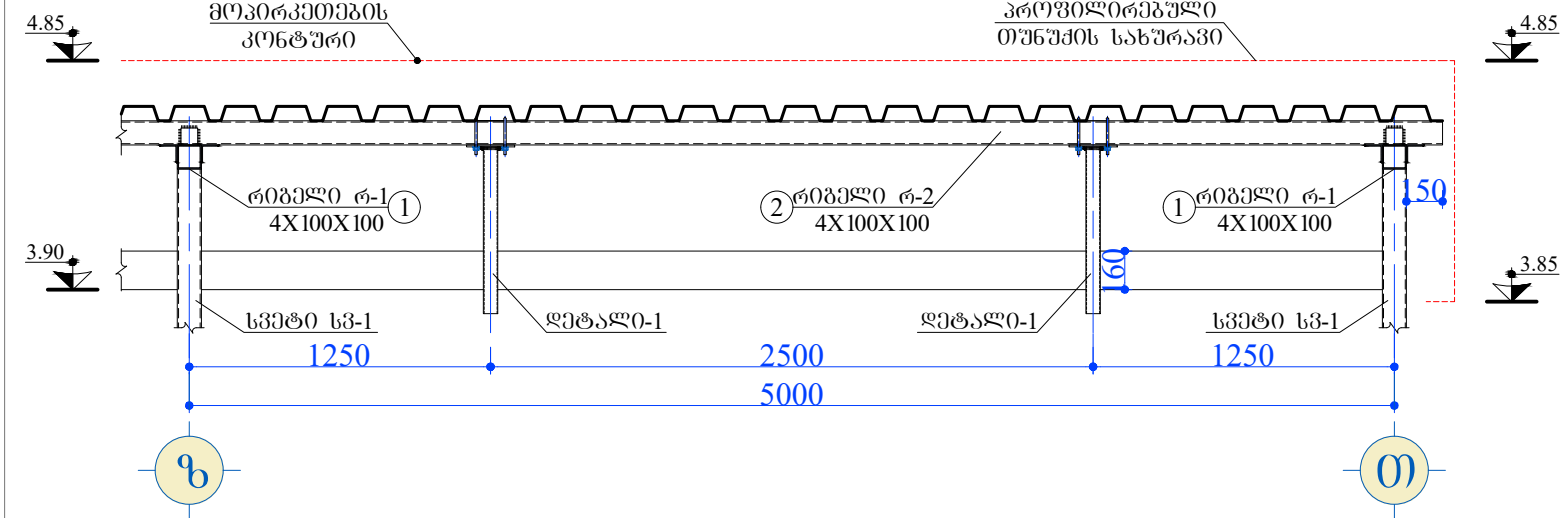 მოპირკეთების
კონტური
პროფილირებული
თუნუქის სახურავი
4.85
4.85
რიგელი რ-1
4X100X100
1
2
რიგელი რ-2
4X100X100
1
რიგელი რ-1
4X100X100
150
3.90
160
3.85
სვეტი სვ-1
დეტალი-1
დეტალი-1
სვეტი სვ-1
1250
2500
1250
5000
ზ
თ